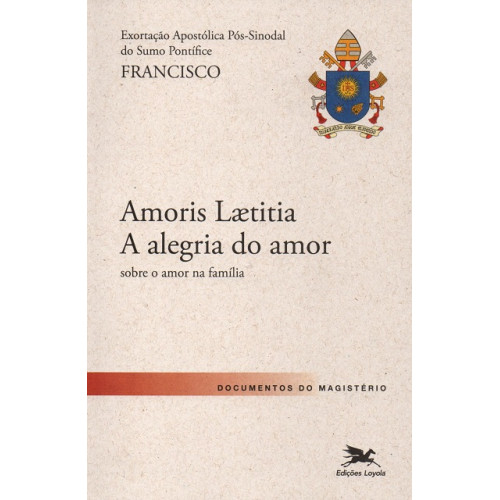 Exortação Apostólica Pós-Sinodal
do Sumo Pontífice
FRANCISCO
Amoris Lætitia
A alegria do amor
sobre o amor na família
DOCUMENTOS DO MAGISTÉRIO
Edições Loyola